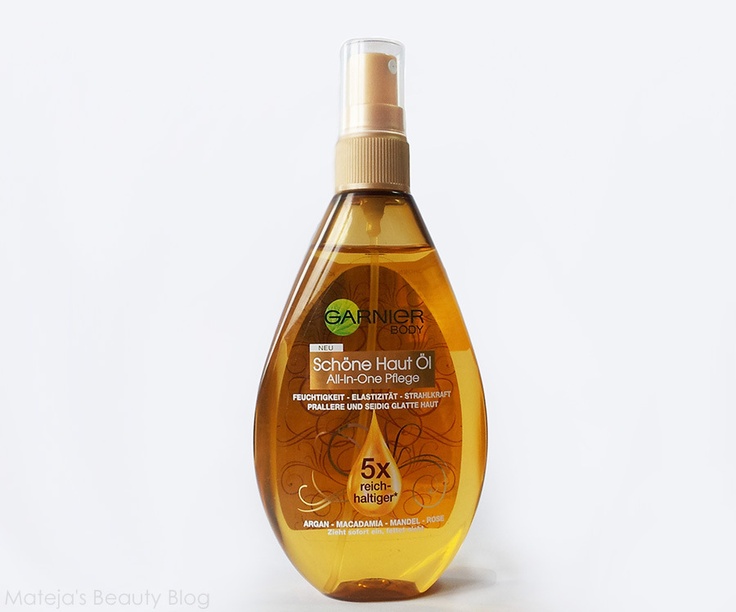 GARNIER
BODY
NEU
Schöne Haut Öl
All-In-One Pflege
FEUCHTIGKEIT - ELASTIZITÄT - STRAHLKRAFT
PRALLERE UND SEIDIG GLATTE HAUT
5x
reich-
haltiger*
ARGAN - MACADAMIA - MANDEL - ROSE
Zieht sofort ein,
Mateja's Beauty Blog